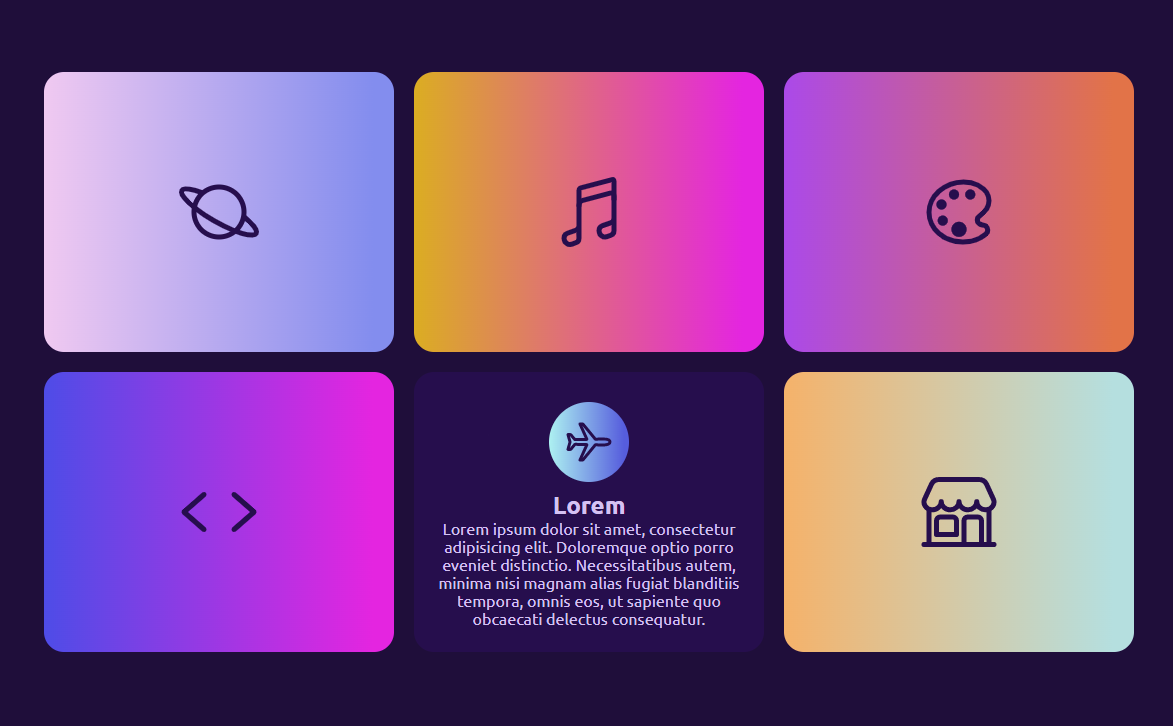 Lorem
Lorem ipsum dolor sit amet, consectetur
adipisicing elit. Doloremque optio porro
eveniet distinctio. Necessitatibus autem,
minima nisi magnam alias fugiat blanditiis
tempora, omnis eos, ut sapiente quo
obcaecati delectus consequatur.